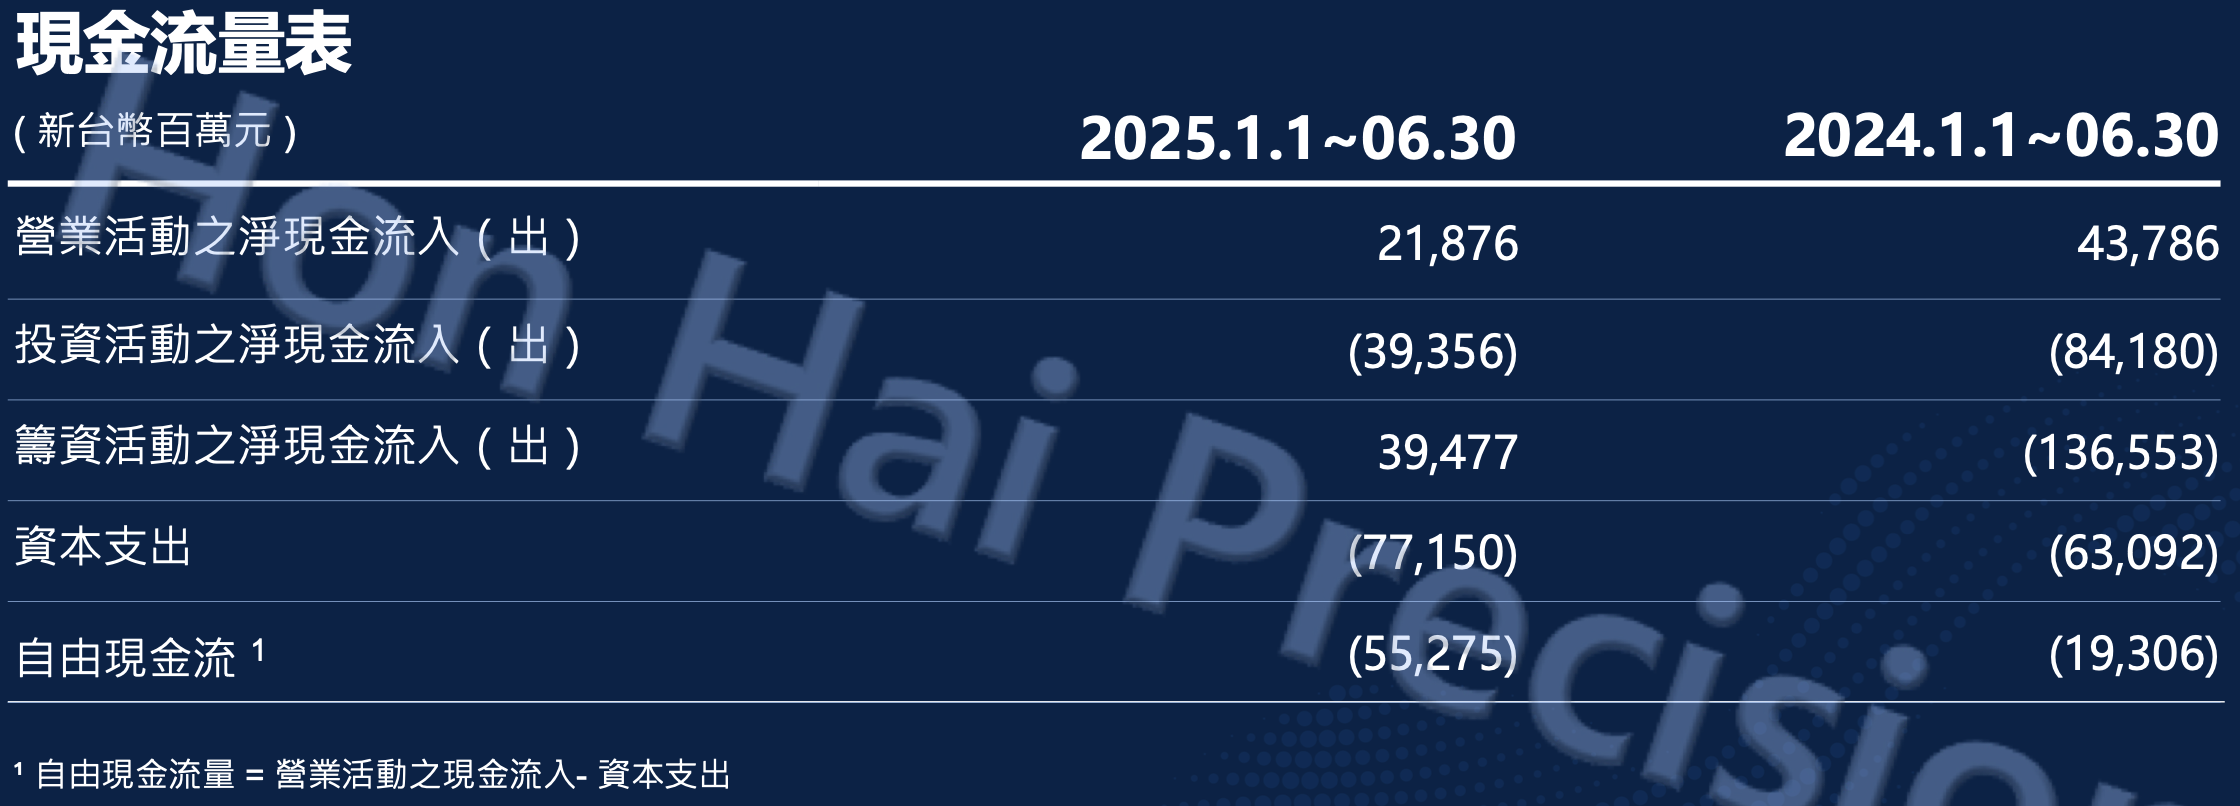 現金流量表
( 新台幣百萬元 ) 2025.1.1~06.30 2024.1.1~06.30
營業活動之淨現金流入 ( 出 ) 21,876 43,786
投資活動之淨現金流入 ( 出 ) (39,356) (84,180)
籌資活動之淨現金流入 ( 出 ) 39,477 (136,553)
資本支出 (77,150) (63,092)
自由現金流 ¹ (55,275) (19,306)
¹ 自由現金流量 = 營業活動之現金流入- 資本支出
Hon Hai Precision